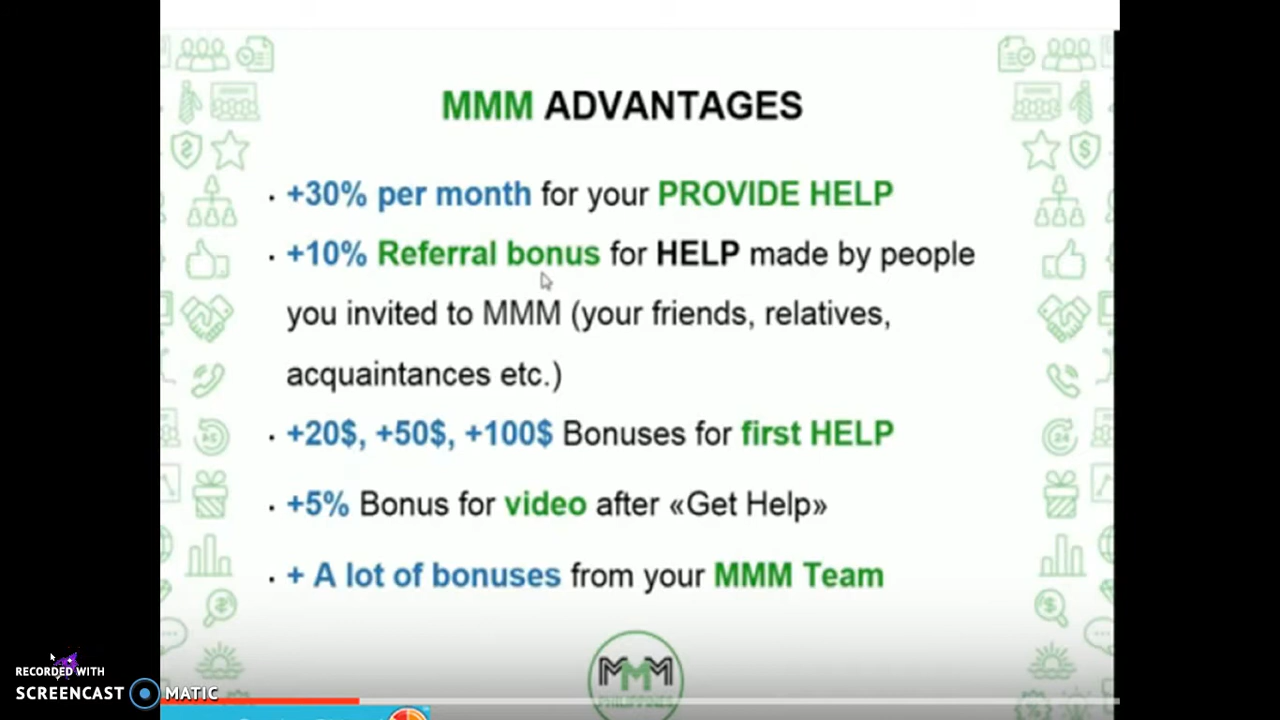 MMM ADVANTAGES
· +30% per month for your PROVIDE HELP
· +10% Referral bonus for HELP made by people
you invited to MMM (your friends, relatives,
acquaintances etc.)
· +20$, +50$, +100$ Bonuses for first HELP
· +5% Bonus for video after «Get Help»
· + A lot of bonuses from your MMM Team
MMM
PHILIPPINES
RECORDED WITH
SCREENCAST MATIC